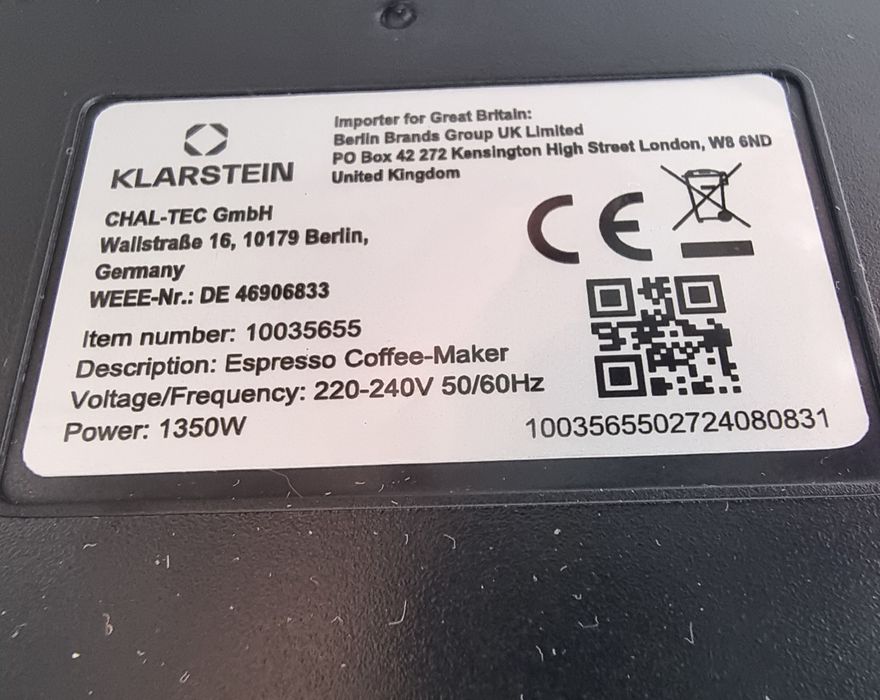 KLARSTEIN
Importer for Great Britain:
Berlin Brands Group UK Limited
PO Box 42 272 Kensington High Street London, W8 6ND
United Kingdom
CHAL-TEC GmbH
Wallstraße 16, 10179 Berlin,
Germany
WEEE-Nr.: DE 46906833
CE
Item number: 10035655
Description: Espresso Coffee-Maker
Voltage/Frequency: 220-240V 50/60Hz
Power: 1350W
1003565502724080831